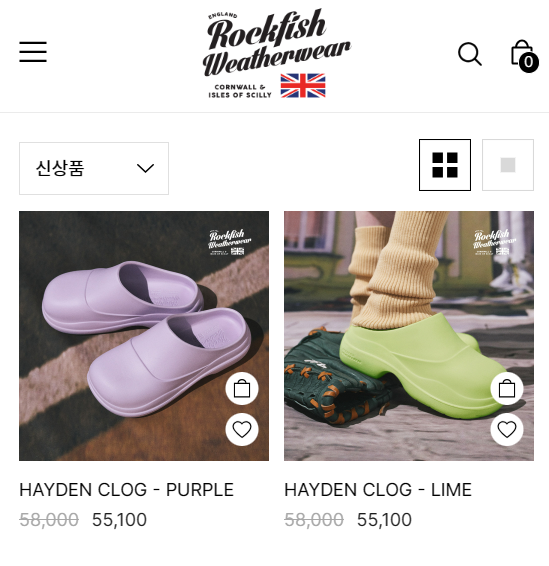 ENGLAND
Rockfish
Weatherwear
CORNWALL &
ISLES OF SCILLY
0
신상품
Rockfish
Weatherwear
Rockfish
Weatherwear
HAYDEN CLOG - PURPLE
58,000 55,100
HAYDEN CLOG - LIME
58,000 55,100